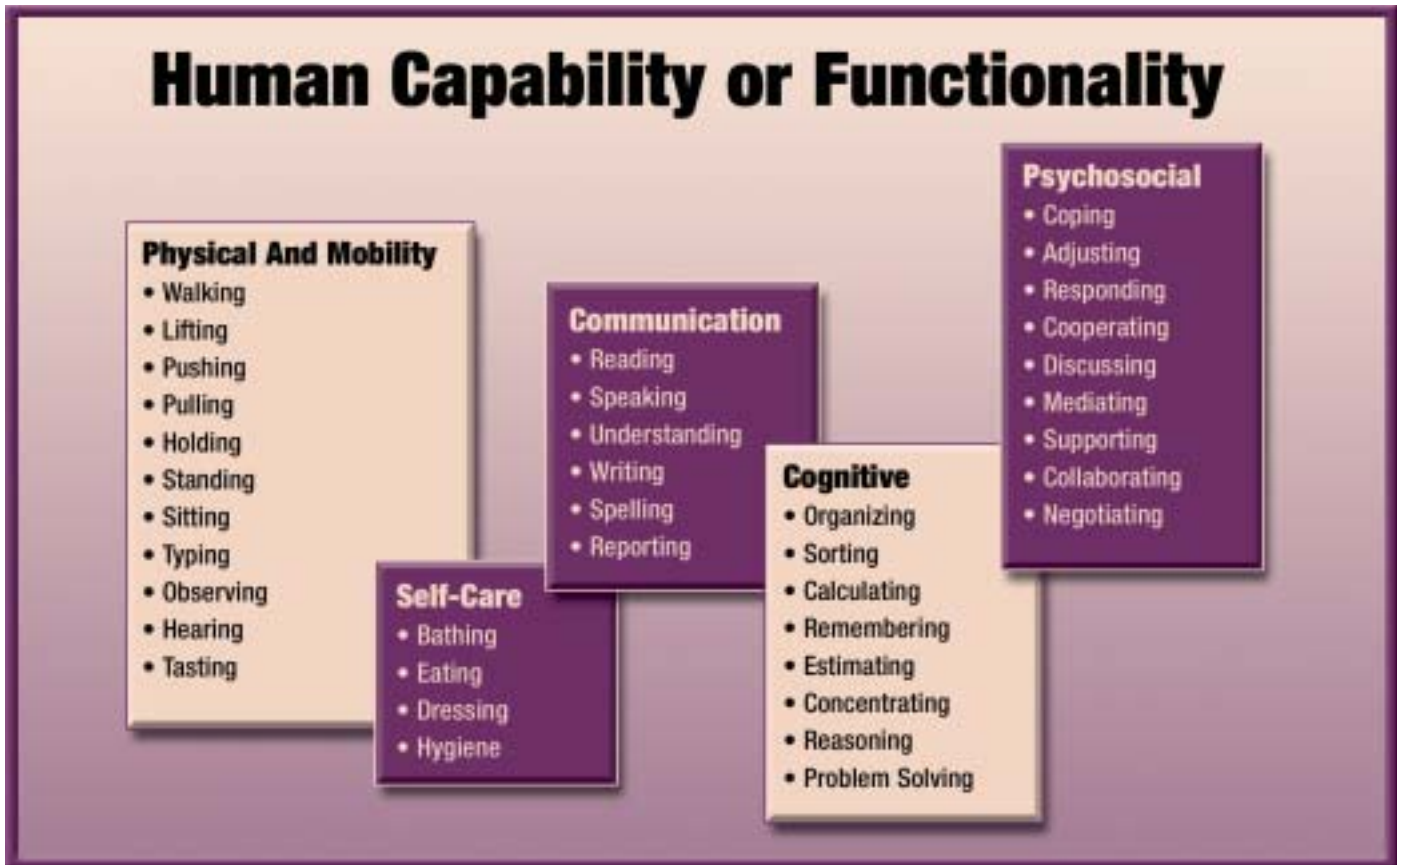 Human Capability or Functionality
Physical And Mobility
• Walking
• Lifting
• Pushing
• Pulling
• Holding
• Standing
• Sitting
• Typing
• Observing
• Hearing
• Tasting
Self-Care
• Bathing
• Eating
• Dressing
• Hygiene
Communication
• Reading
• Speaking
• Understanding
• Writing
• Spelling
• Reporting
Cognitive
• Organizing
• Sorting
• Calculating
• Remembering
• Estimating
• Concentrating
• Reasoning
• Problem Solving
Psychosocial
• Coping
• Adjusting
• Responding
• Cooperating
• Discussing
• Mediating
• Supporting
• Collaborating
• Negotiating